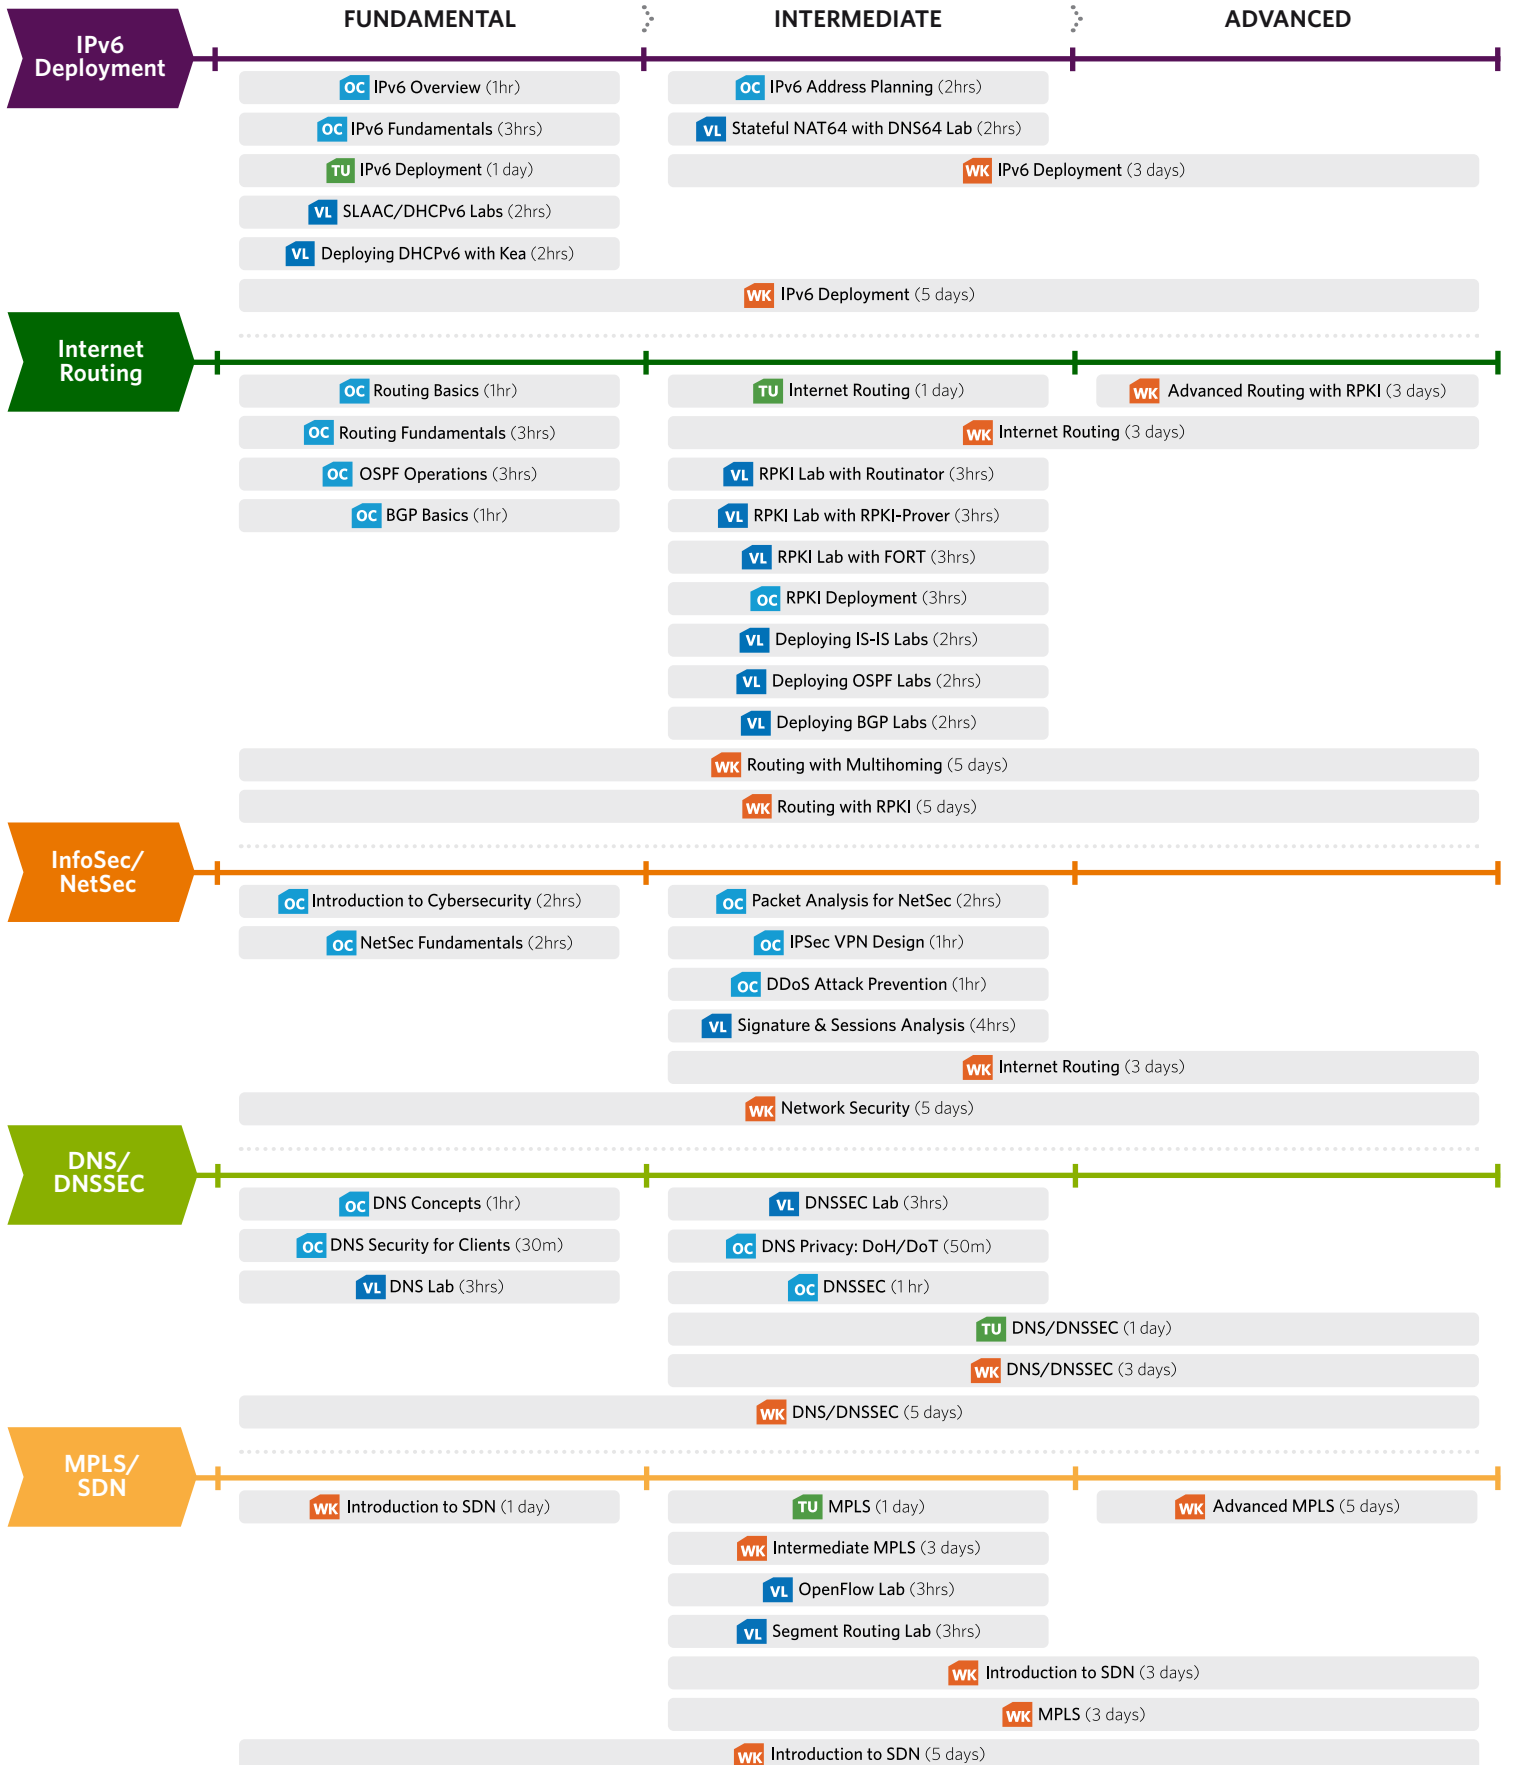 FUNDAMENTAL INTERMEDIATE ADVANCED
IPv6
Deployment
OC IPv6 Overview (1hr) OC IPv6 Address Planning (2hrs)
OC IPv6 Fundamentals (3hrs) VL Stateful NAT64 with DNS64 Lab (2hrs)
TU IPv6 Deployment (1 day) WK IPv6 Deployment (3 days)
VL SLAAC/DHCPv6 Labs (2hrs)
VL Deploying DHCPv6 with Kea (2hrs)
WK IPv6 Deployment (5 days)
Internet
Routing
OC Routing Basics (1hr) TU Internet Routing (1 day) WK Advanced Routing with RPKI (3 days)
OC Routing Fundamentals (3hrs) WK Internet Routing (3 days)
OC OSPF Operations (3hrs) VL RPKI Lab with Routinator (3hrs)
OC BGP Basics (1hr) VL RPKI Lab with RPKI-Prover (3hrs)
VL RPKI Lab with FORT (3hrs)
OC RPKI Deployment (3hrs)
VL Deploying IS-IS Labs (2hrs)
VL Deploying OSPF Labs (2hrs)
VL Deploying BGP Labs (2hrs)
WK Routing with Multihoming (5 days)
WK Routing with RPKI (5 days)
InfoSec/
NetSec
OC Introduction to Cybersecurity (2hrs) OC Packet Analysis for NetSec (2hrs)
OC NetSec Fundamentals (2hrs) OC IPSec VPN Design (1hr)
OC DDoS Attack Prevention (1hr)
VL Signature & Sessions Analysis (4hrs)
WK Internet Routing (3 days)
WK Network Security (5 days)
DNS/
DNSSEC
OC DNS Concepts (1hr) VL DNSSEC Lab (3hrs)
OC DNS Security for Clients (30m) OC DNS Privacy: DoH/DoT (50m)
VL DNS Lab (3hrs) OC DNSSEC (1 hr)
TU DNS/DNSSEC (1 day)
WK DNS/DNSSEC (3 days)
WK DNS/DNSSEC (5 days)
MPLS/
SDN
WK Introduction to SDN (1 day) TU MPLS (1 day) WK Advanced MPLS (5 days)
WK Intermediate MPLS (3 days)
VL OpenFlow Lab (3hrs)
VL Segment Routing Lab (3hrs)
WK Introduction to SDN (3 days)
WK MPLS (3 days)
WK Introduction to SDN (5 days)